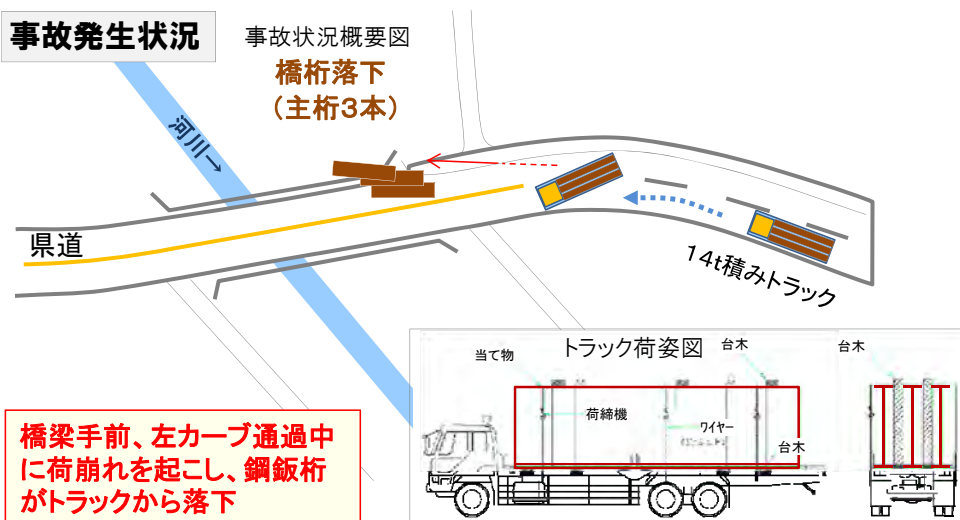 事故発生状況
事故状況概要図
橋桁落下
（主桁3本）
河川→
県道
14t積みトラック
トラック荷姿図
当て物
台木
台木
荷締機
ワイヤー
台木
橋梁手前、左カーブ通過中
に荷崩れを起こし、鋼鈑桁
がトラックから落下